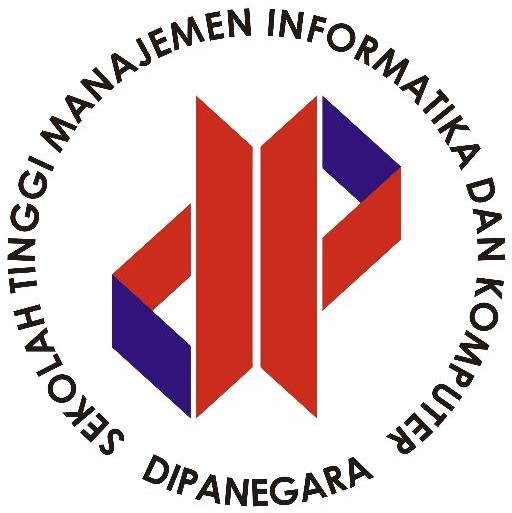 SEKOLAH TINGGI MANAJEMEN INFORMATIKA DAN KOMPUTER
DIPANEGARA